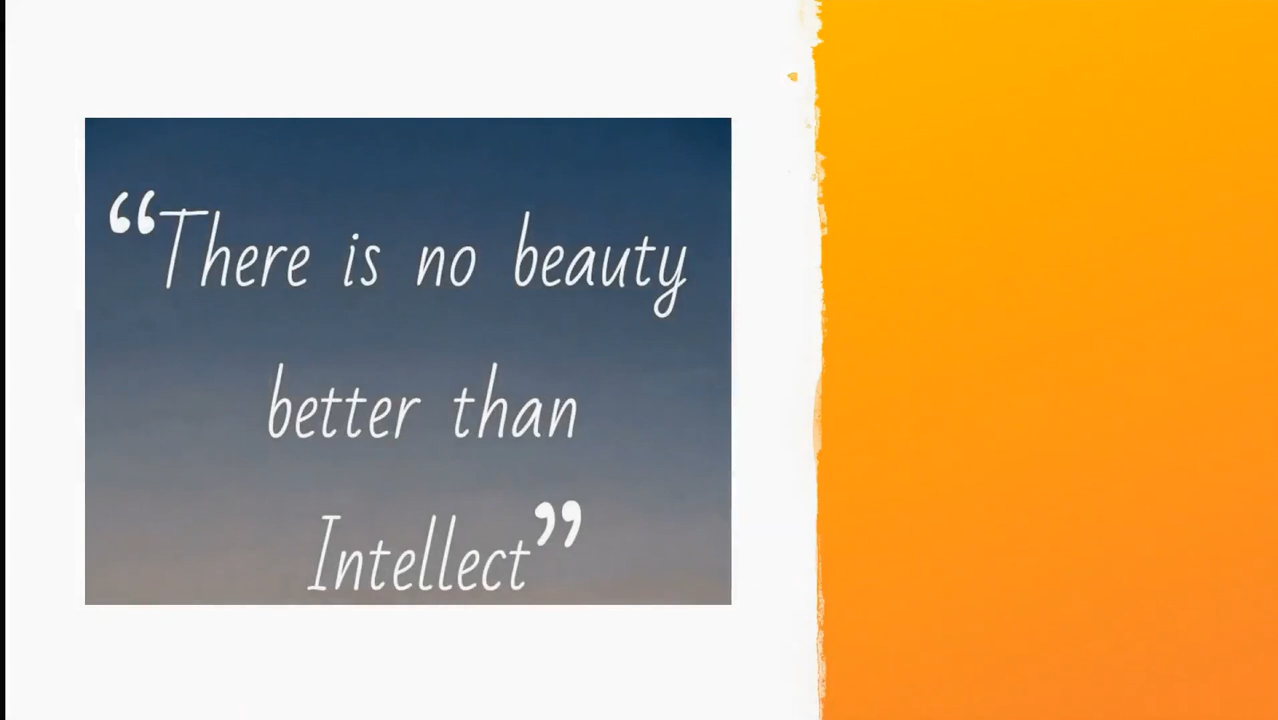 “There is no beauty
better than
Intellect”